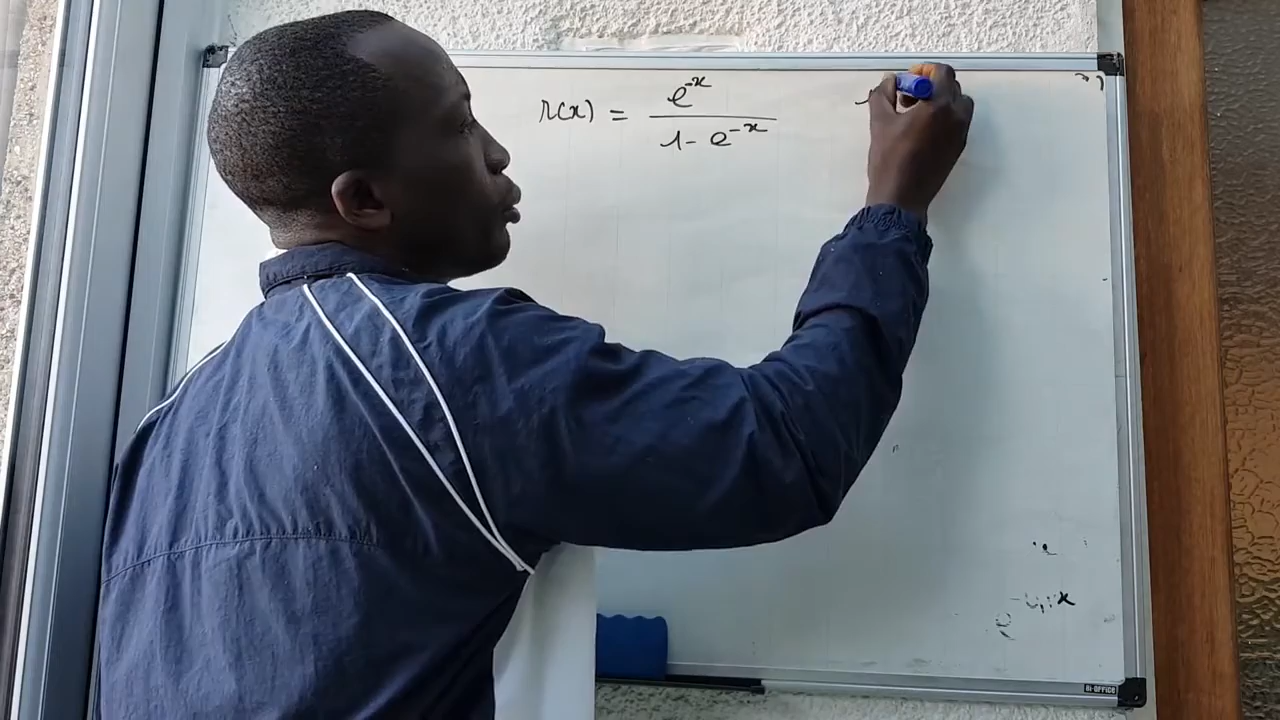 r(x) = e^-x / 1 - e^-x
BI-OFFICE